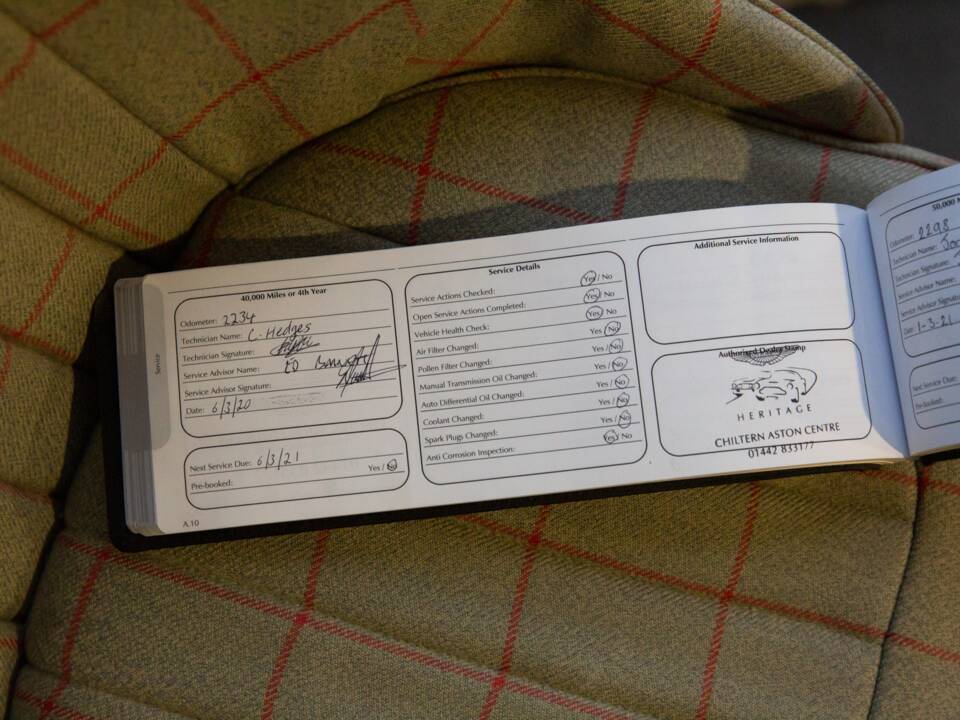 Service
40,000 Miles or 4th Year
Odometer: 2234
Technician Name: C. Hedges
Technician Signature:
Service Advisor Name: ED
Service Advisor Signature:
Date: 6/3/20
Next Service Due: 6/3/21
Pre-booked: Yes / No
A.10
Service Details
Service Actions Checked: Yes / No
Open Service Actions Completed: Yes / No
Vehicle Health Check: Yes / No
Air Filter Changed: Yes / No
Pollen Filter Changed: Yes / No
Manual Transmission Oil Changed: Yes / No
Auto Differential Oil Changed: Yes / No
Coolant Changed: Yes / No
Spark Plugs Changed: Yes / No
Anti Corrosion Inspection: Yes / No
Additional Service Information
Authorised Dealer Stamp
HERITAGE
CHILTERN ASTON CENTRE
01442 833177
50,000 M
Odometer: 2298
Technician Name:
Technician Signature:
Service Advisor Name:
Service Advisor Signature
Date: 1-3-21
Next Service Due:
Pre-booked: